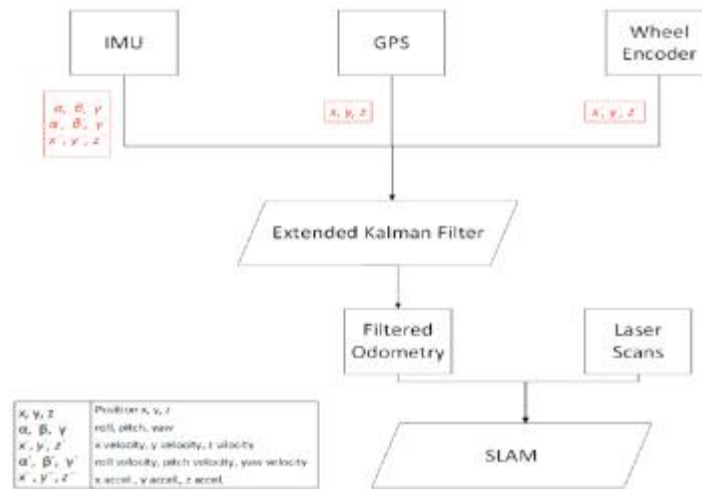 IMU
GPS
Wheel
Encoder
α, β, γ
α', β', γ'
x'', y'', z''
x, y, z
x', y', z'
Extended Kalman Filter
Filtered
Odometry
Laser
Scans
SLAM
x, y, z Position x, y, z
α, β, γ roll, pitch, yaw
x', y', z' x velocity, y velocity, z velocity
α', β', γ' roll velocity, pitch velocity, yaw velocity
x'', y'', z'' x accel., y accel., z accel.